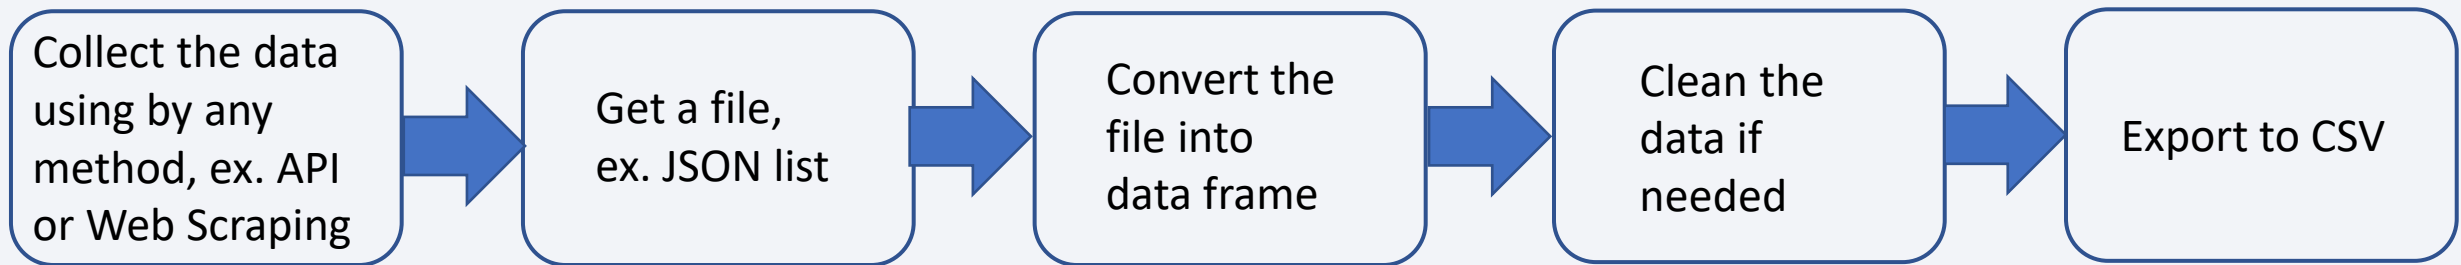 Collect the data
using by any
method, ex. API
or Web Scraping
Get a file,
ex. JSON list
Convert the
file into
data frame
Clean the
data if
needed
Export to CSV